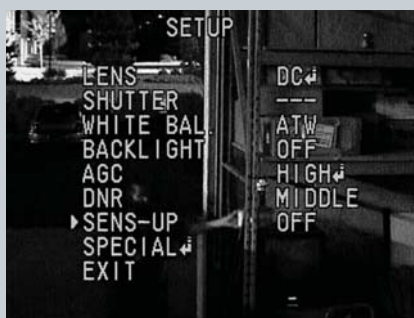 SETUP
LENS DC↲
SHUTTER ---
WHITE BAL. ATW
BACKLIGHT OFF
AGC HIGH↲
DNR MIDDLE
▶SENS-UP OFF
SPECIAL↲
EXIT